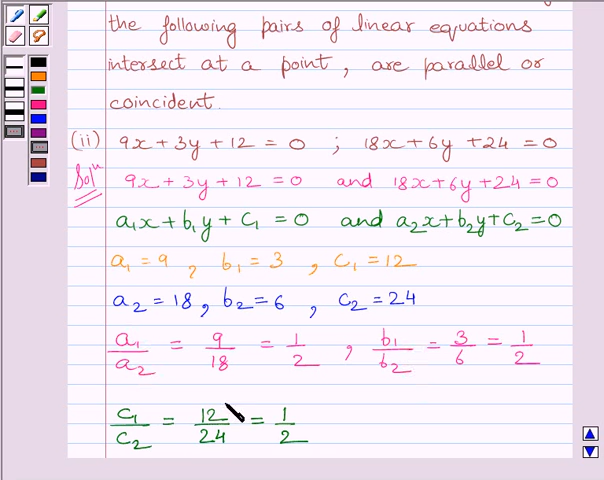 the following pairs of linear equations
intersect at a point, are parallel or
coincident.
(ii) 9x + 3y + 12 = 0 ; 18x + 6y + 24 = 0
Solⁿ 9x + 3y + 12 = 0 and 18x + 6y + 24 = 0
a₁x + b₁y + c₁ = 0 and a₂x + b₂y + c₂ = 0
a₁ = 9 , b₁ = 3 , c₁ = 12
a₂ = 18, b₂ = 6 , c₂ = 24
a₁/a₂ = 9/18 = 1/2 , b₁/b₂ = 3/6 = 1/2
c₁/c₂ = 12/24 = 1/2